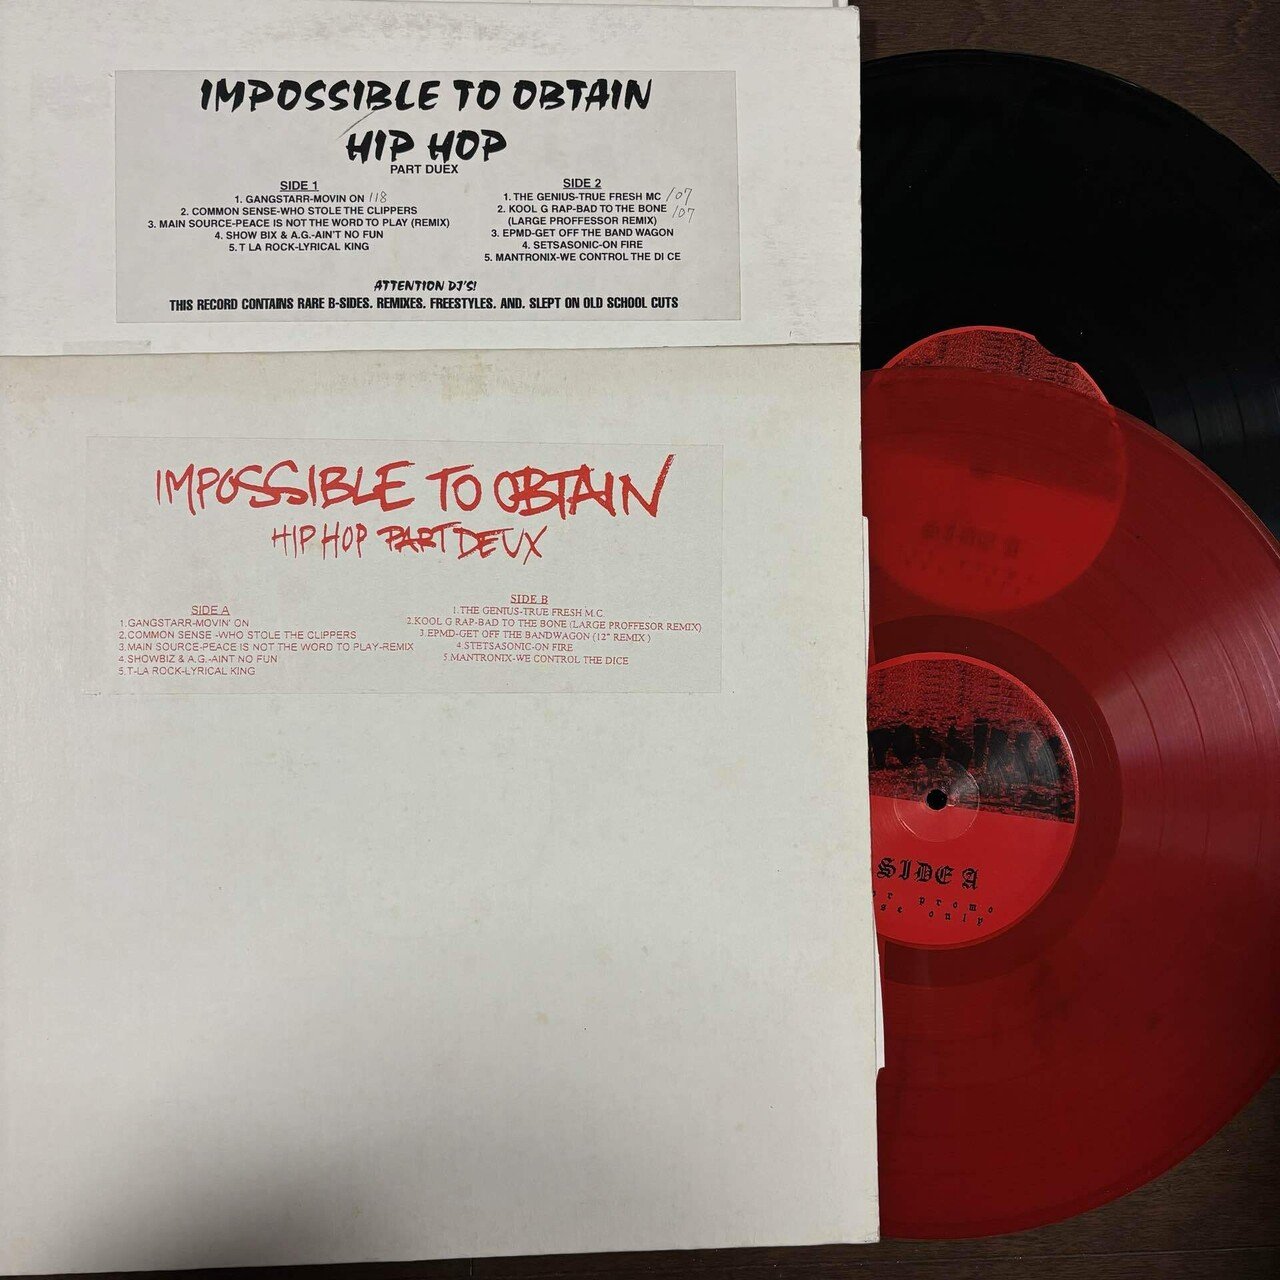 IMPOSSIBLE TO OBTAIN
HIP HOP
PART DUEX
SIDE 1
1. GANGSTARR-MOVIN ON 118
2. COMMON SENSE-WHO STOLE THE CLIPPERS
3. MAIN SOURCE-PEACE IS NOT THE WORD TO PLAY (REMIX)
4. SHOW BIX & A.G.-AIN'T NO FUN
5. T LA ROCK-LYRICAL KING
SIDE 2
1. THE GENIUS-TRUE FRESH MC 107
2. KOOL G RAP-BAD TO THE BONE 107
(LARGE PROFFESSOR REMIX)
3. EPMD-GET OFF THE BAND WAGON
4. SETSASONIC-ON FIRE
5. MANTRONIX-WE CONTROL THE DI CE
ATTENTION DJ'S!
THIS RECORD CONTAINS RARE B-SIDES. REMIXES. FREESTYLES. AND. SLEPT ON OLD SCHOOL CUTS
IMPOSSIBLE TO OBTAIN
HIP HOP PART DEUX
SIDE A
1.GANGSTARR-MOVIN' ON
2.COMMON SENSE -WHO STOLE THE CLIPPERS
3.MAIN SOURCE-PEACE IS NOT THE WORD TO PLAY-REMIX
4.SHOWBIZ & A.G.-AINT NO FUN
5.T-LA ROCK-LYRICAL KING
SIDE B
1.THE GENIUS-TRUE FRESH M.C
2.KOOL G RAP-BAD TO THE BONE (LARGE PROFFESOR REMIX)
3.EPMD-GET OFF THE BANDWAGON (12" REMIX )
4 STETSASONIC-ON FIRE
5.MANTRONIX-WE CONTROL THE DICE
SIDE A
or promo
se only